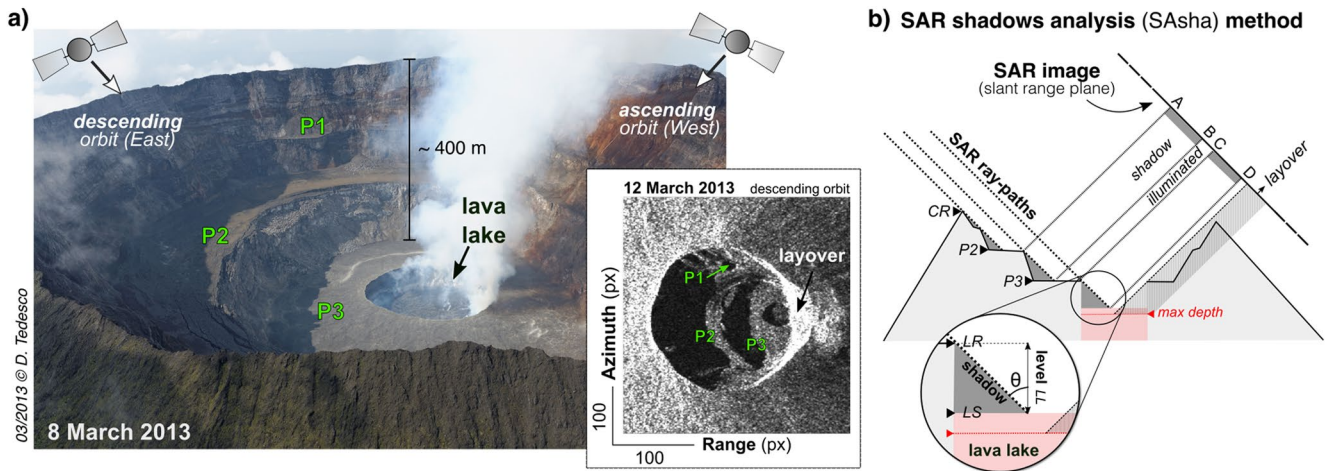 a)
descending
orbit (East)
P1
~ 400 m
ascending
orbit (West)
P2
lava
lake
P3
8 March 2013
03/2013 © D. Tedesco
12 March 2013 descending orbit
layover
P1
P2
P3
Azimuth (px)
100
Range (px)
100
b) SAR shadows analysis (SAsha) method
SAR image
(slant range plane)
A
B
C
D
shadow
illuminated
layover
SAR ray-paths
CR
P2
P3
max depth
LR
shadow
θ
level LL
LS
lava lake